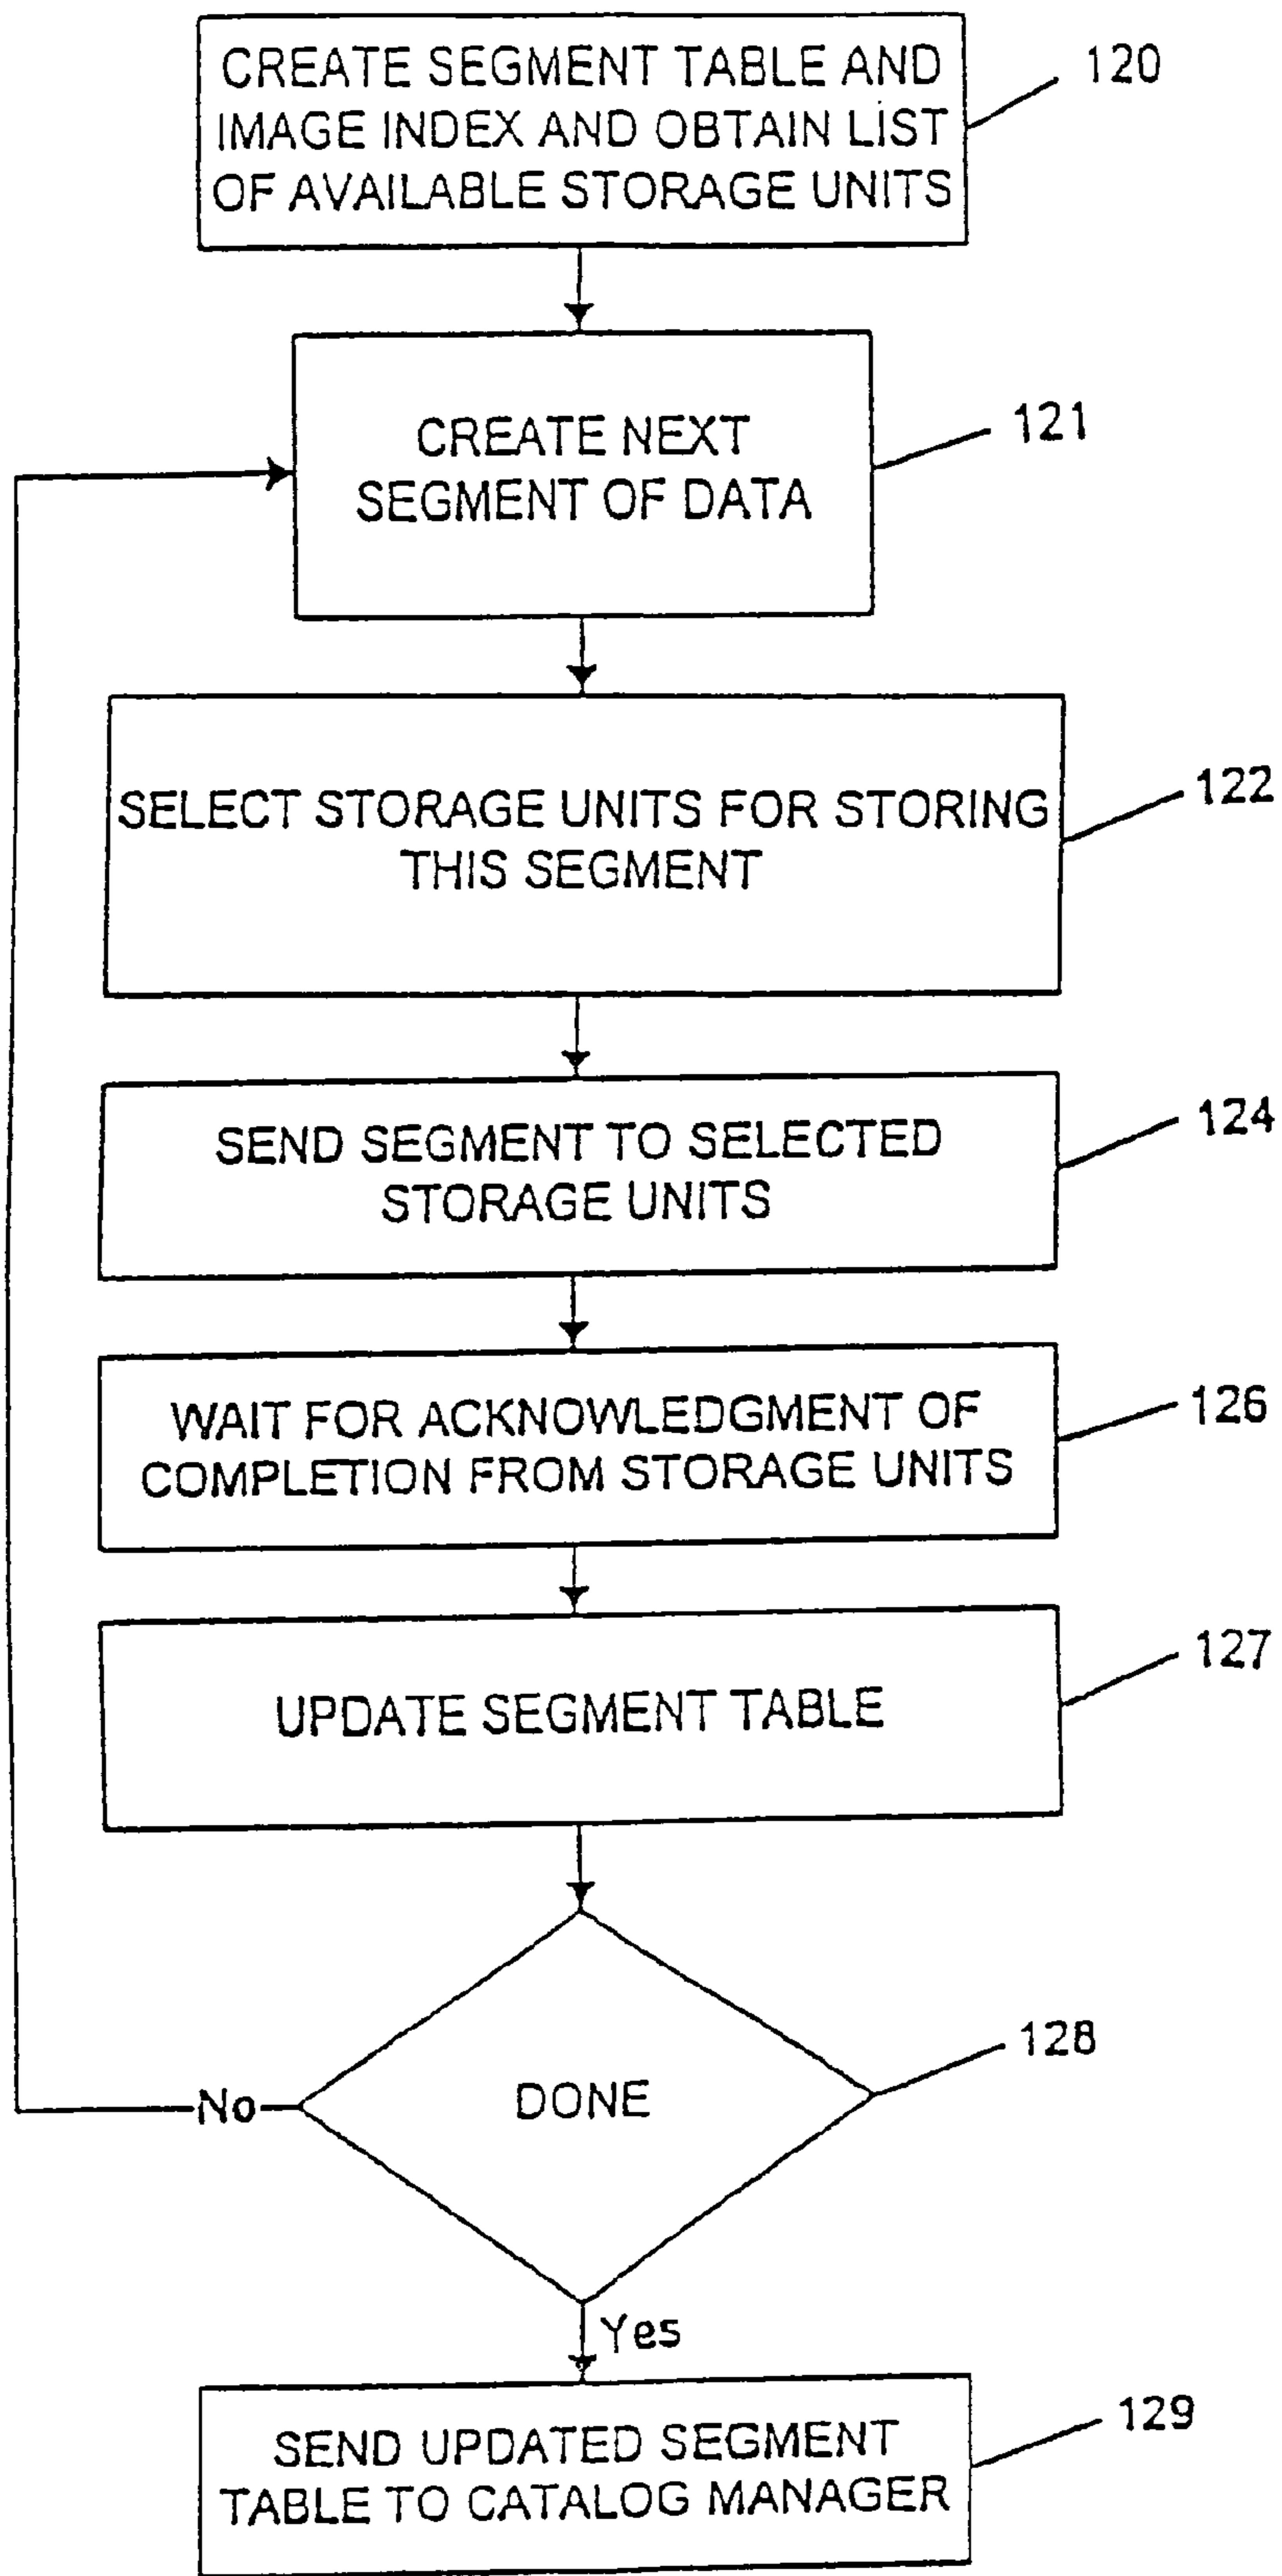 CREATE SEGMENT TABLE AND
IMAGE INDEX AND OBTAIN LIST
OF AVAILABLE STORAGE UNITS
120
CREATE NEXT
SEGMENT OF DATA
121
SELECT STORAGE UNITS FOR STORING
THIS SEGMENT
122
SEND SEGMENT TO SELECTED
STORAGE UNITS
124
WAIT FOR ACKNOWLEDGMENT OF
COMPLETION FROM STORAGE UNITS
126
UPDATE SEGMENT TABLE
127
DONE
128
No
Yes
SEND UPDATED SEGMENT
TABLE TO CATALOG MANAGER
129